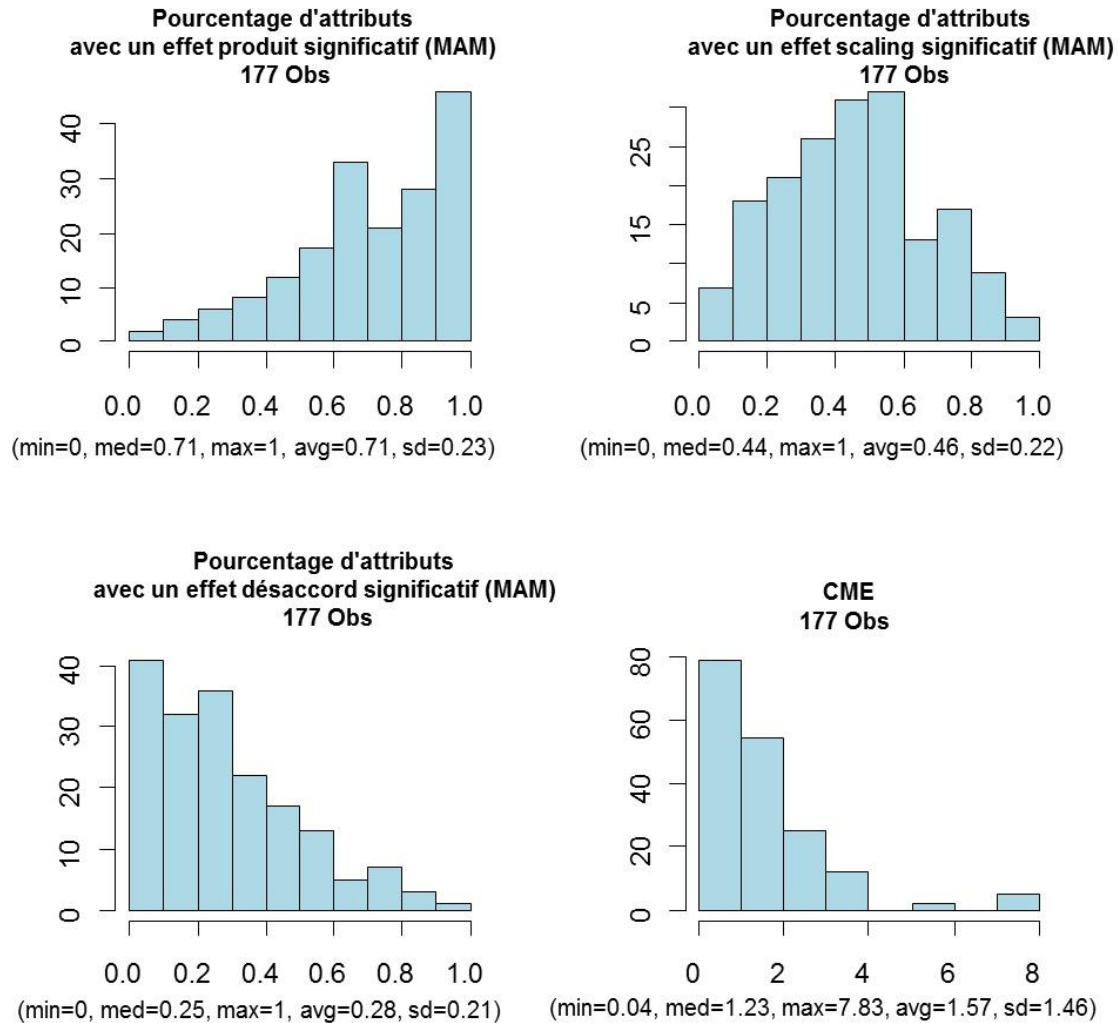 Pourcentage d'attributs
avec un effet produit significatif (MAM)
177 Obs
40
30
20
10
0
0.0 0.2 0.4 0.6 0.8 1.0
(min=0, med=0.71, max=1, avg=0.71, sd=0.23)
Pourcentage d'attributs
avec un effet scaling significatif (MAM)
177 Obs
25
15
5
0.0 0.2 0.4 0.6 0.8 1.0
(min=0, med=0.44, max=1, avg=0.46, sd=0.22)
Pourcentage d'attributs
avec un effet désaccord significatif (MAM)
177 Obs
40
30
20
10
0
0.0 0.2 0.4 0.6 0.8 1.0
(min=0, med=0.25, max=1, avg=0.28, sd=0.21)
CME
177 Obs
80
60
40
20
0
0 2 4 6 8
(min=0.04, med=1.23, max=7.83, avg=1.57, sd=1.46)